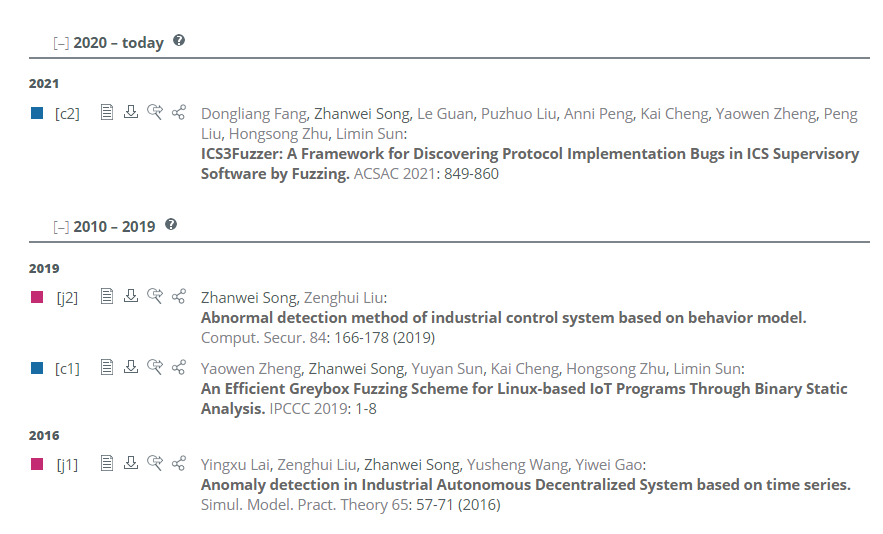 [–] 2020 – today ?
2021
[c2] Dongliang Fang, Zhanwei Song, Le Guan, Puzhuo Liu, Anni Peng, Kai Cheng, Yaowen Zheng, Peng
Liu, Hongsong Zhu, Limin Sun:
ICS3Fuzzer: A Framework for Discovering Protocol Implementation Bugs in ICS Supervisory
Software by Fuzzing. ACSAC 2021: 849-860
[–] 2010 – 2019 ?
2019
[j2] Zhanwei Song, Zenghui Liu:
Abnormal detection method of industrial control system based on behavior model.
Comput. Secur. 84: 166-178 (2019)
[c1] Yaowen Zheng, Zhanwei Song, Yuyan Sun, Kai Cheng, Hongsong Zhu, Limin Sun:
An Efficient Greybox Fuzzing Scheme for Linux-based IoT Programs Through Binary Static
Analysis. IPCCC 2019: 1-8
2016
[j1] Yingxu Lai, Zenghui Liu, Zhanwei Song, Yusheng Wang, Yiwei Gao:
Anomaly detection in Industrial Autonomous Decentralized System based on time series.
Simul. Model. Pract. Theory 65: 57-71 (2016)